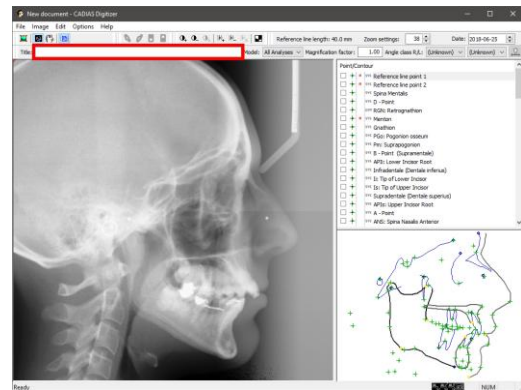 New document - CADIAS Digitizer
File Image Edit Options Help
Reference line length: 40.0 mm Zoom settings: 38 Date: 2018-06-25
Title: Model: All Analyses Magnification factor: 1.00 Angle class R/L: (Unknown) (Unknown)
Point/Contour
Reference line point 1
Reference line point 2
Spina Mentalis
D - Point
RGN: Retrognathion
Menton
Gnathion
PGo: Pogonion osseum
Pm: Suprapogonion
B - Point (Supramentale)
APIi: Lower Incisor Root
Infradentale (Dentale inferius)
Ii: Tip of Lower Incisor
Is: Tip of Upper Incisor
Supradentale (Dentale superius)
APIs: Upper Incisor Root
A - Point
ANS: Spina Nasalis Anterior
Ready
NUM